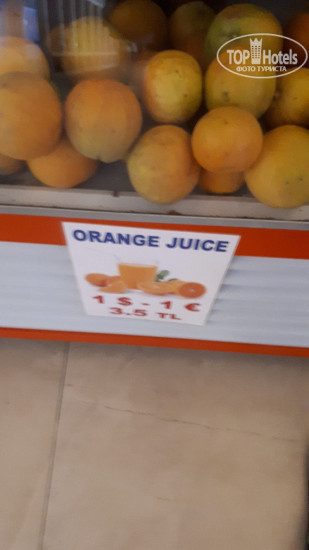 TOP Hotels
ФОТО ТУРИСТА
ORANGE JUICE
1 $ - 1 €
3.5 TL